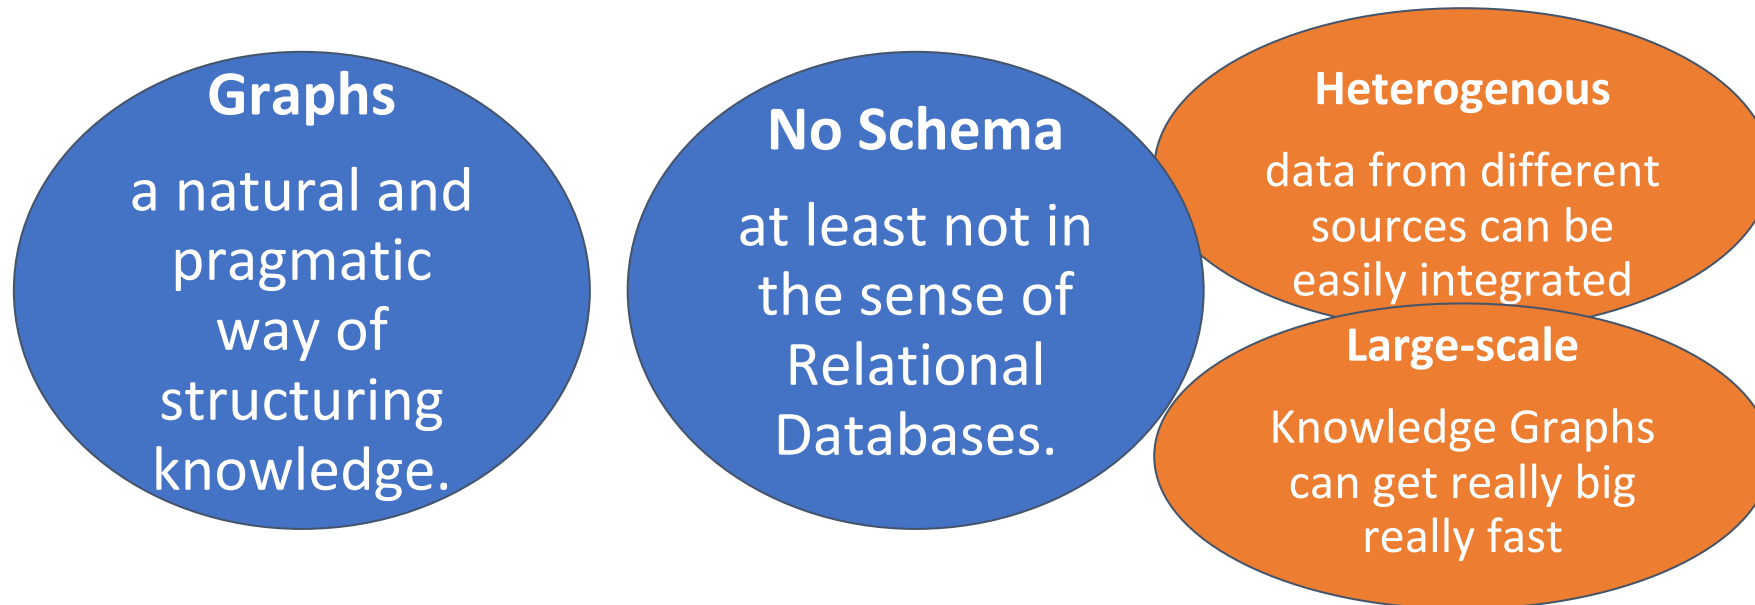 Graphs
a natural and
pragmatic
way of
structuring
knowledge.
No Schema
at least not in
the sense of
Relational
Databases.
Heterogenous
data from different
sources can be
easily integrated
Large-scale
Knowledge Graphs
can get really big
really fast